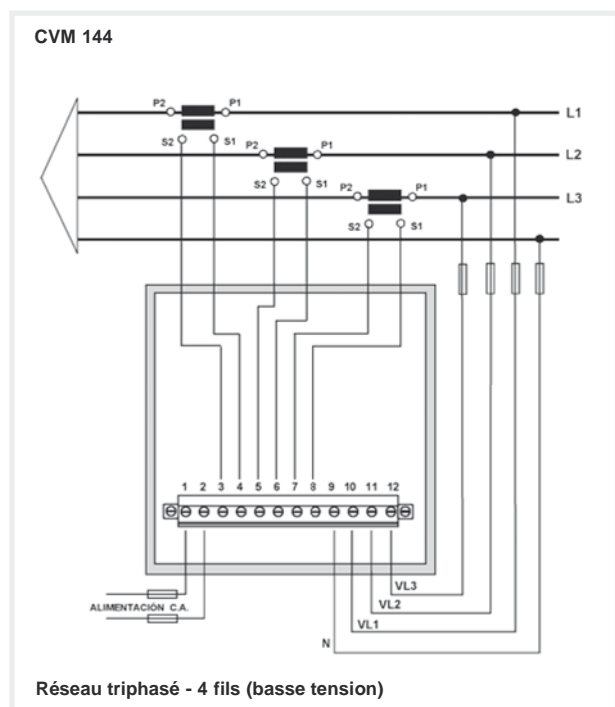 CVM 144
P2 P1 L1
S2 S1
P2 P1 L2
S2 S1
P2 P1 L3
S2 S1
1 2 3 4 5 6 7 8 9 10 11 12
VL3
ALIMENTACIÓN C.A.
VL2
VL1
N
Réseau triphasé - 4 fils (basse tension)